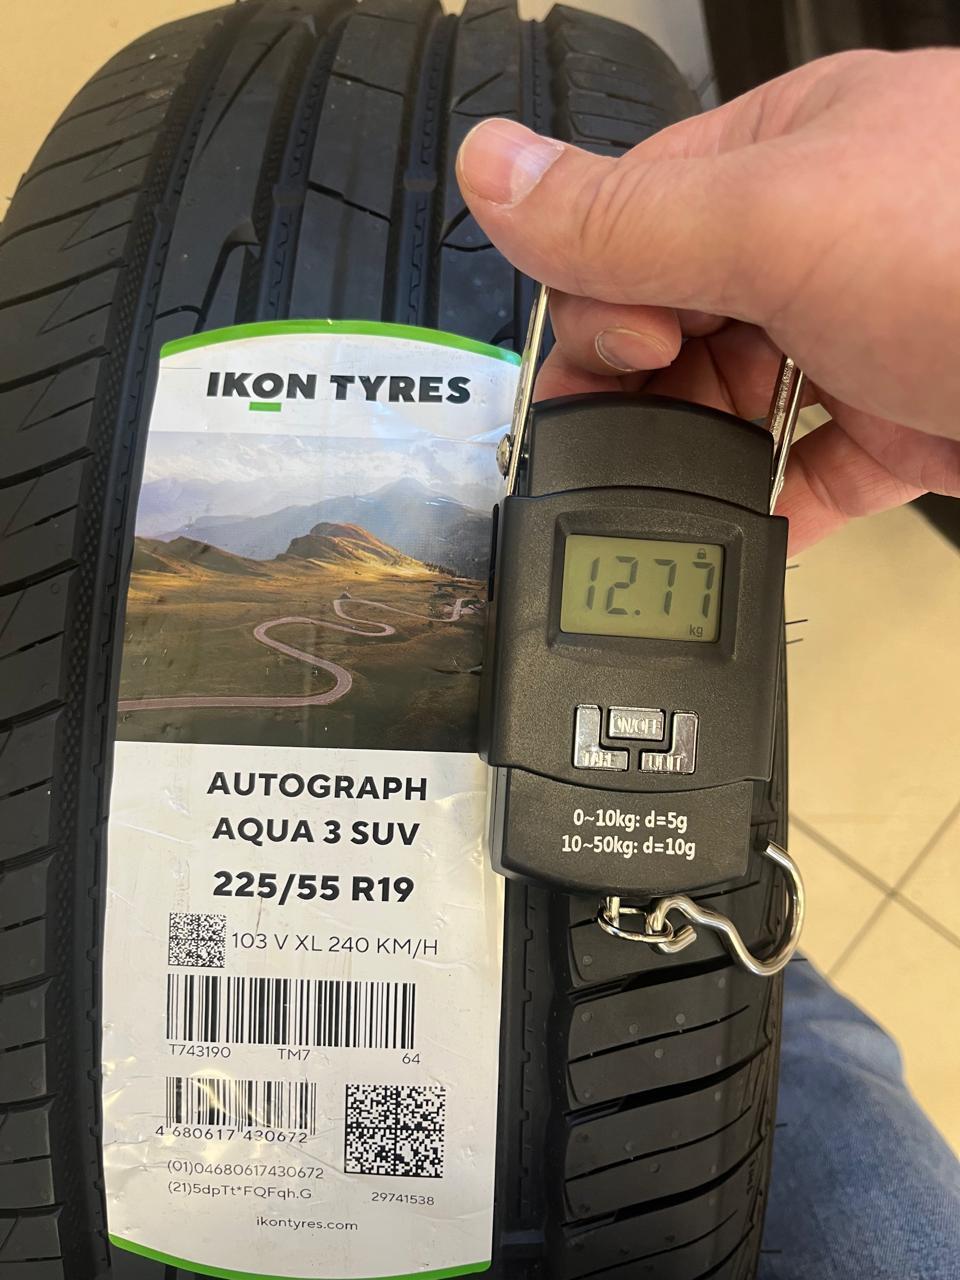 IKON TYRES
12.77
kg
ON/OFF
TARE UNIT
0~10kg: d=5g
10~50kg: d=10g
AUTOGRAPH
AQUA 3 SUV
225/55 R19
103 V XL 240 KM/H
T743190 TM7 64
4 680617 430672
(01)04680617430672
(21)5dpTt*FQFqh.G
29741538
ikontyres.com